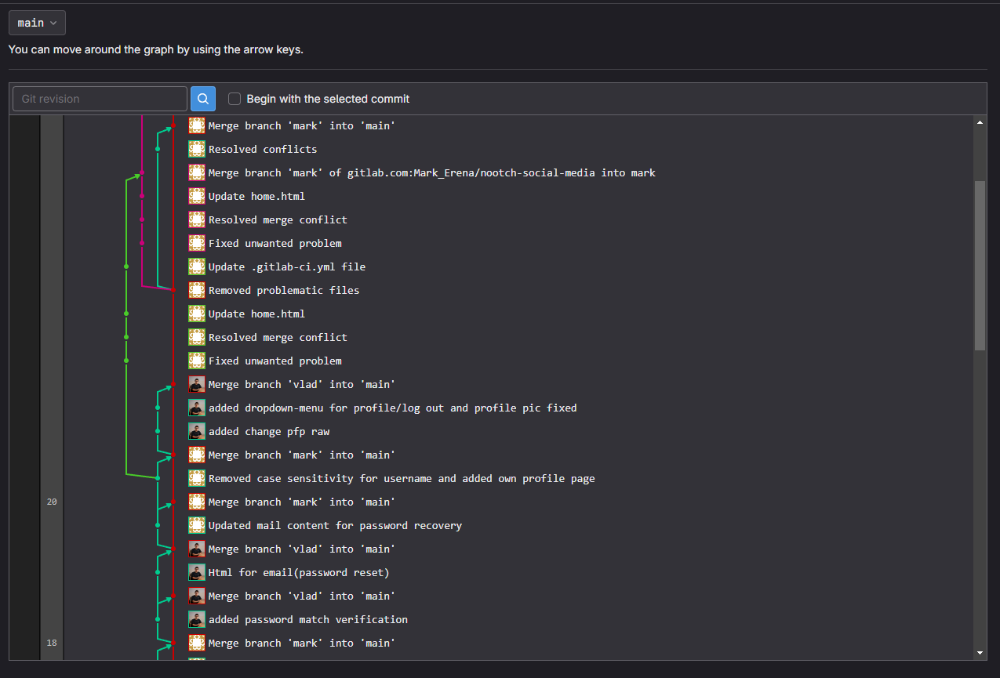 main
You can move around the graph by using the arrow keys.
Git revision
Begin with the selected commit
Merge branch 'mark' into 'main'
Resolved conflicts
Merge branch 'mark' of gitlab.com:Mark_Erena/nootch-social-media into mark
Update home.html
Resolved merge conflict
Fixed unwanted problem
Update .gitlab-ci.yml file
Removed problematic files
Update home.html
Resolved merge conflict
Fixed unwanted problem
Merge branch 'vlad' into 'main'
added dropdown-menu for profile/log out and profile pic fixed
added change pfp raw
Merge branch 'mark' into 'main'
Removed case sensitivity for username and added own profile page
20 Merge branch 'mark' into 'main'
Updated mail content for password recovery
Merge branch 'vlad' into 'main'
Html for email(password reset)
Merge branch 'vlad' into 'main'
added password match verification
18 Merge branch 'mark' into 'main'